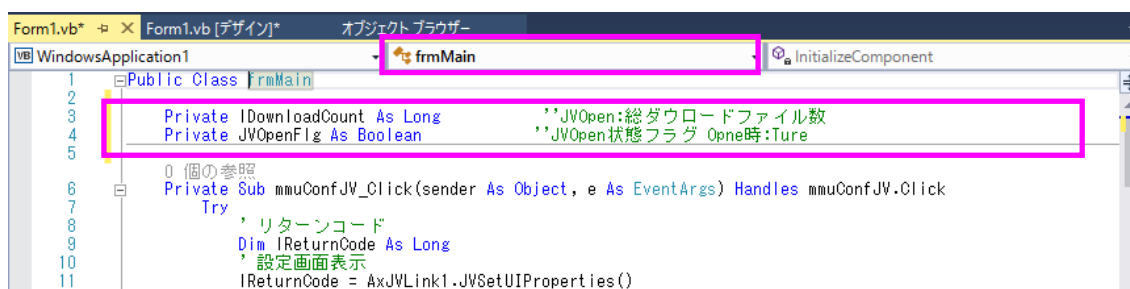 Form1.vb* Form1.vb [デザイン]* オブジェクト ブラウザー
VB WindowsApplication1 frmMain InitializeComponent
1 Public Class frmMain
2
3 Private lDownloadCount As Long ''JVOpen:総ダウロードファイル数
4 Private JVOpenFlg As Boolean ''JVOpen状態フラグ Opne時:Ture
5
0 個の参照
6 Private Sub mmuConfJV_Click(sender As Object, e As EventArgs) Handles mmuConfJV.Click
7 Try
8 ' リターンコード
9 Dim lReturnCode As Long
10 ' 設定画面表示
11 lReturnCode = AxJVLink1.JVSetUIProperties()